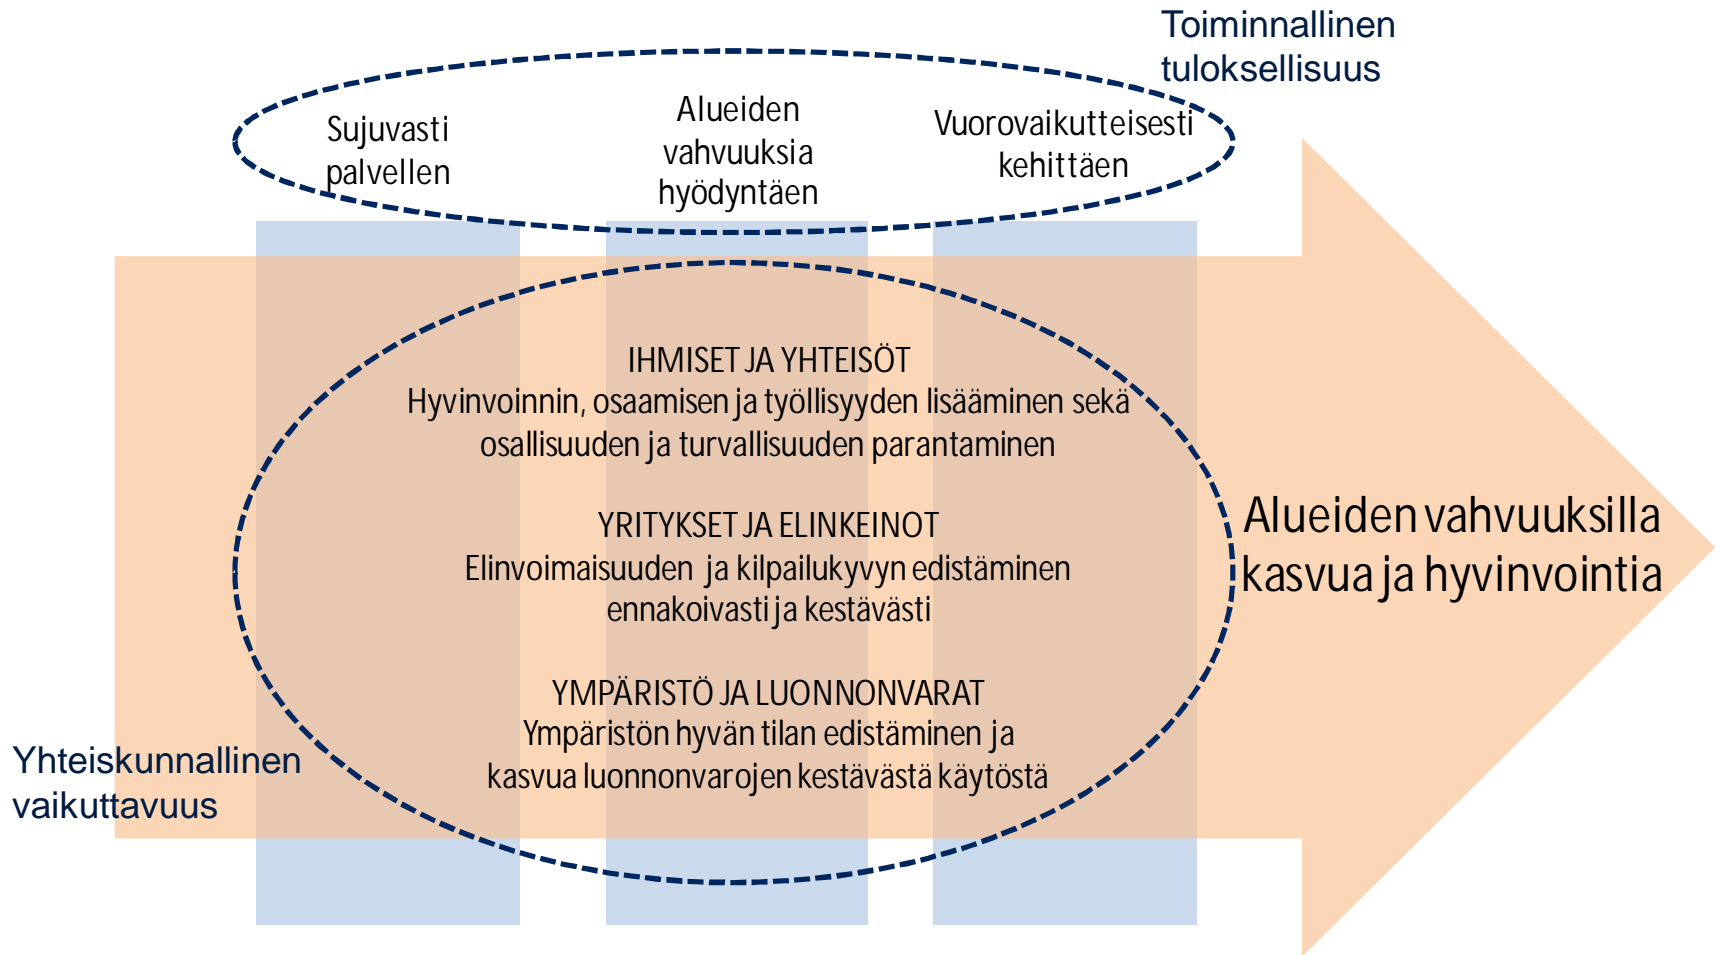 Toiminnallinen
tuloksellisuus
Sujuvasti
palvellen
Alueiden
vahvuuksia
hyödyntäen
Vuorovaikutteisesti
kehittäen
IHMISET JA YHTEISÖT
Hyvinvoinnin, osaamisen ja työllisyyden lisääminen sekä
osallisuuden ja turvallisuuden parantaminen
YRITYKSET JA ELINKEINOT
Elinvoimaisuuden ja kilpailukyvyn edistäminen
ennakoivasti ja kestävästi
YMPÄRISTÖ JA LUONNONVARAT
Ympäristön hyvän tilan edistäminen ja
kasvua luonnonvarojen kestävästä käytöstä
Alueiden vahvuuksilla
kasvua ja hyvinvointia
Yhteiskunnallinen
vaikuttavuus